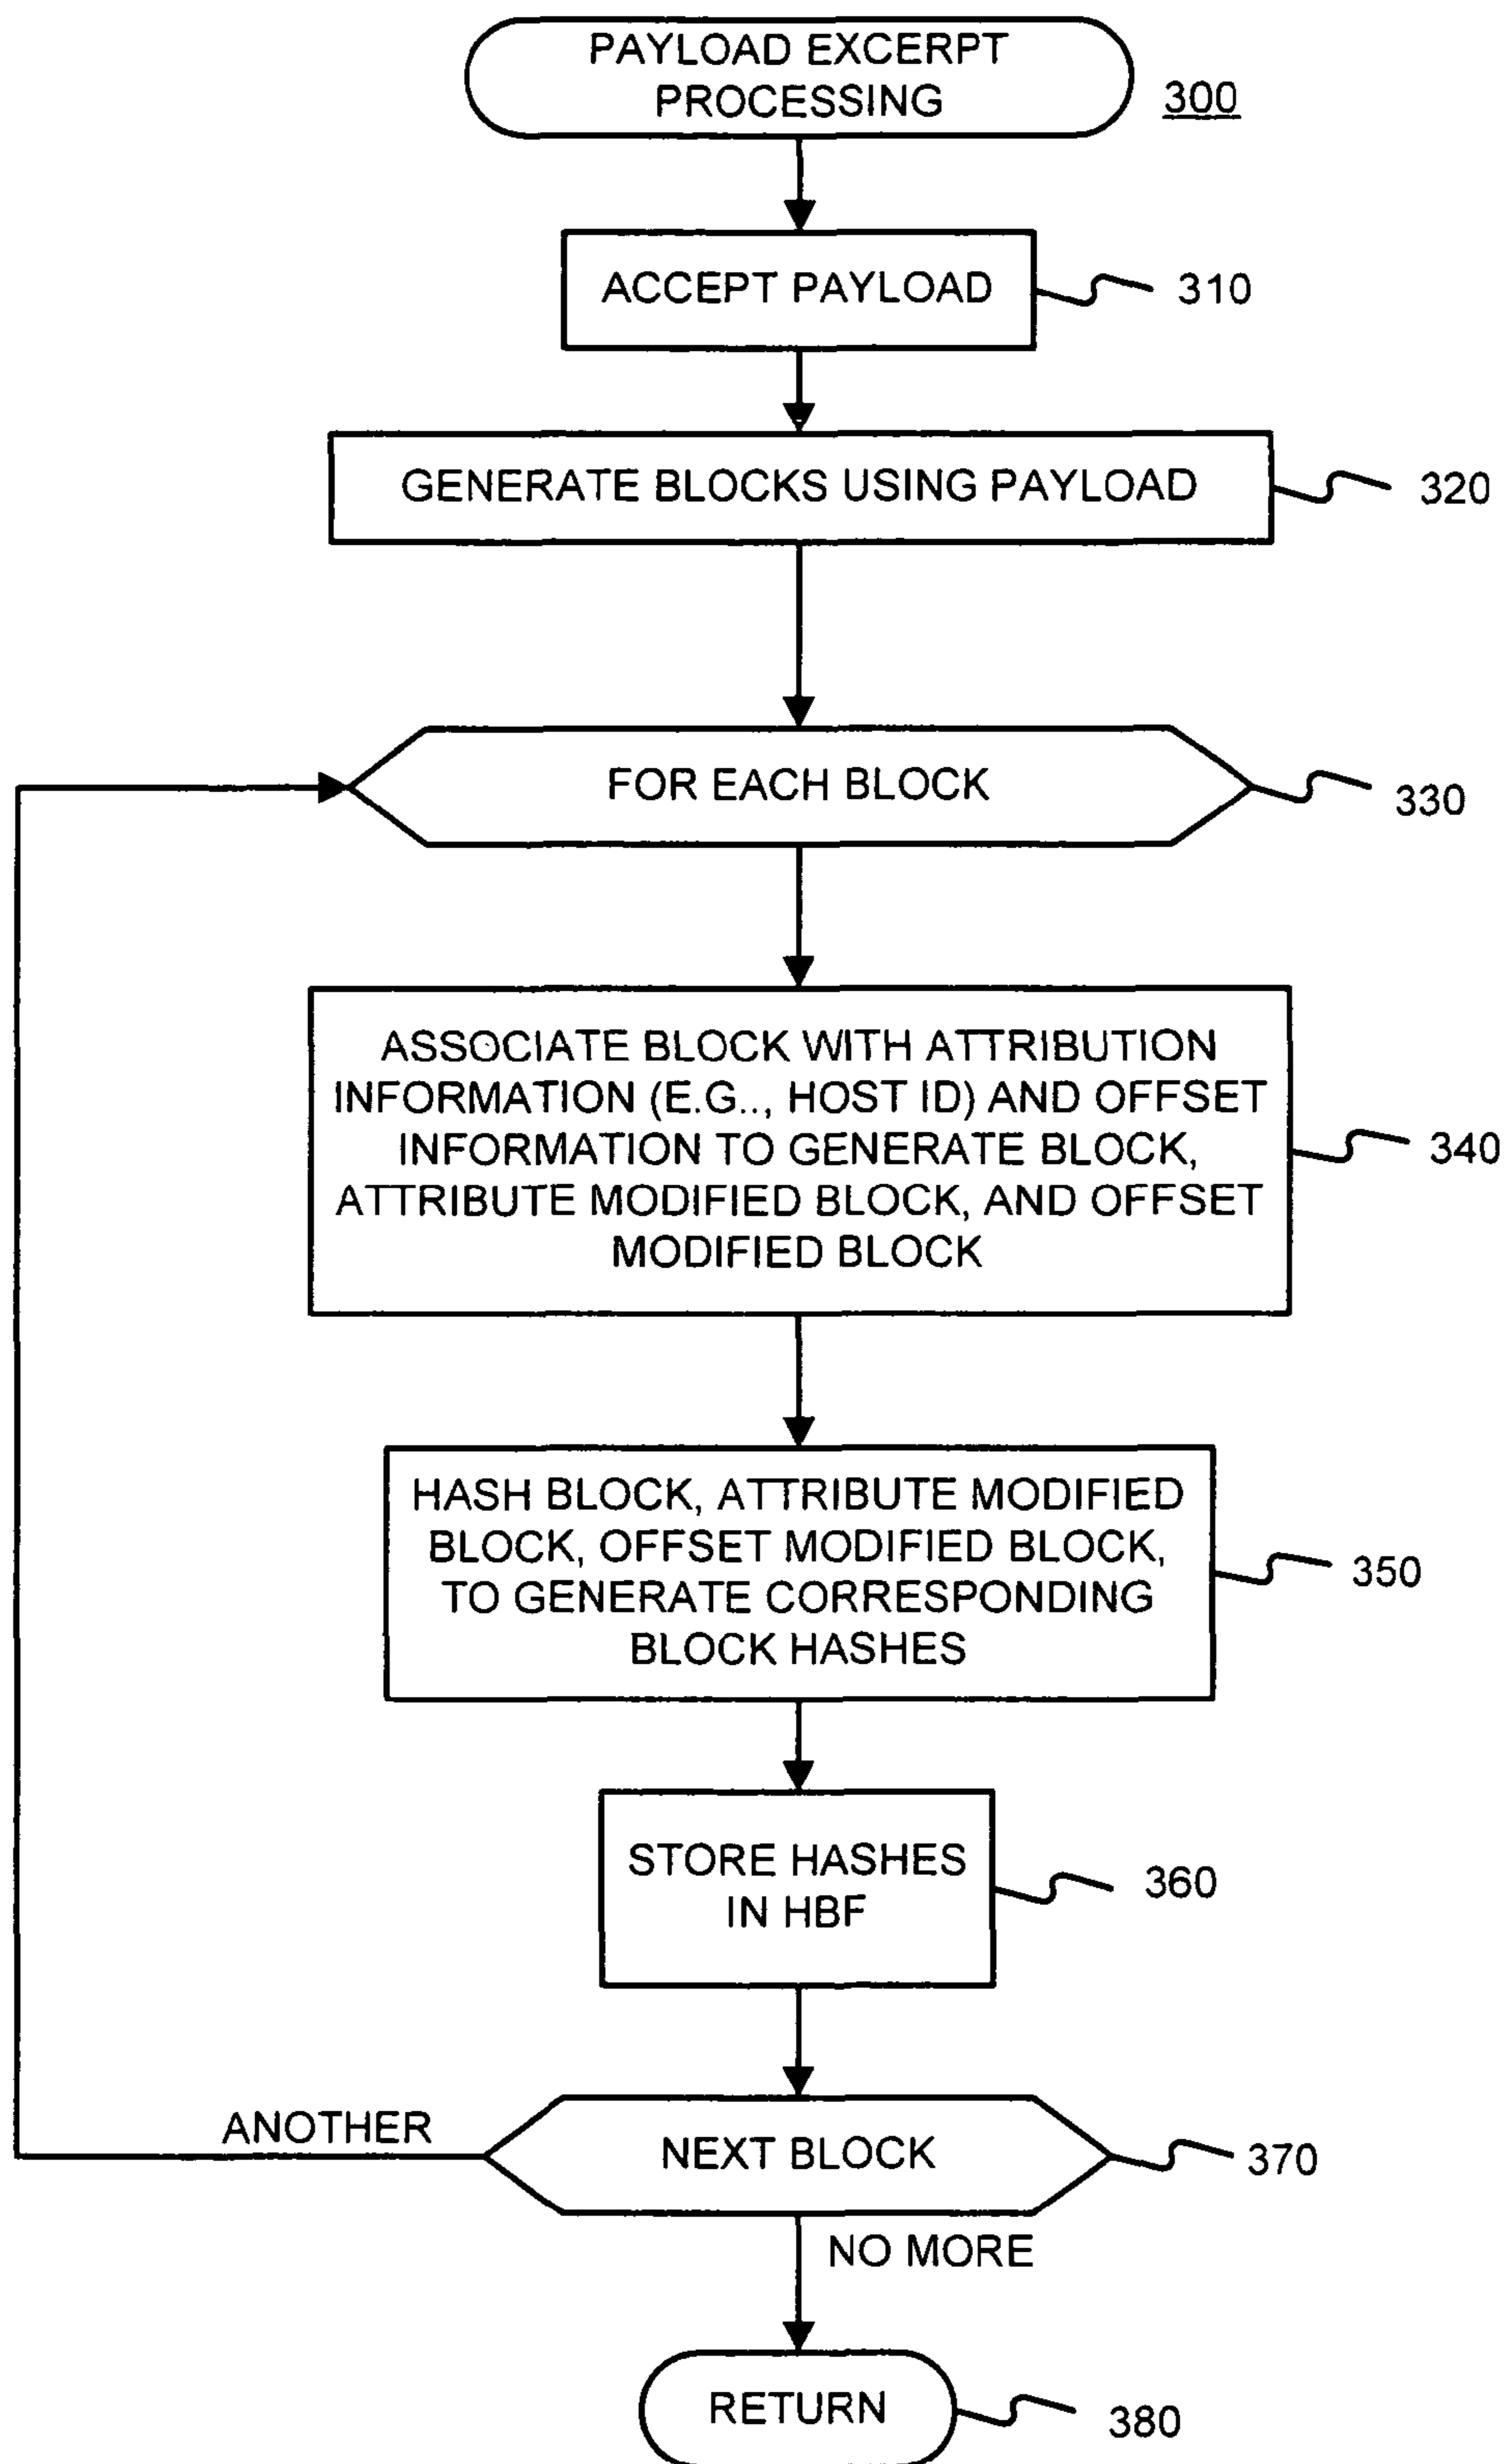 PAYLOAD EXCERPT
PROCESSING
300
ACCEPT PAYLOAD
310
GENERATE BLOCKS USING PAYLOAD
320
FOR EACH BLOCK
330
ASSOCIATE BLOCK WITH ATTRIBUTION
INFORMATION (E.G.., HOST ID) AND OFFSET
INFORMATION TO GENERATE BLOCK,
ATTRIBUTE MODIFIED BLOCK, AND OFFSET
MODIFIED BLOCK
340
HASH BLOCK, ATTRIBUTE MODIFIED
BLOCK, OFFSET MODIFIED BLOCK,
TO GENERATE CORRESPONDING
BLOCK HASHES
350
STORE HASHES
IN HBF
360
ANOTHER
NEXT BLOCK
370
NO MORE
RETURN
380